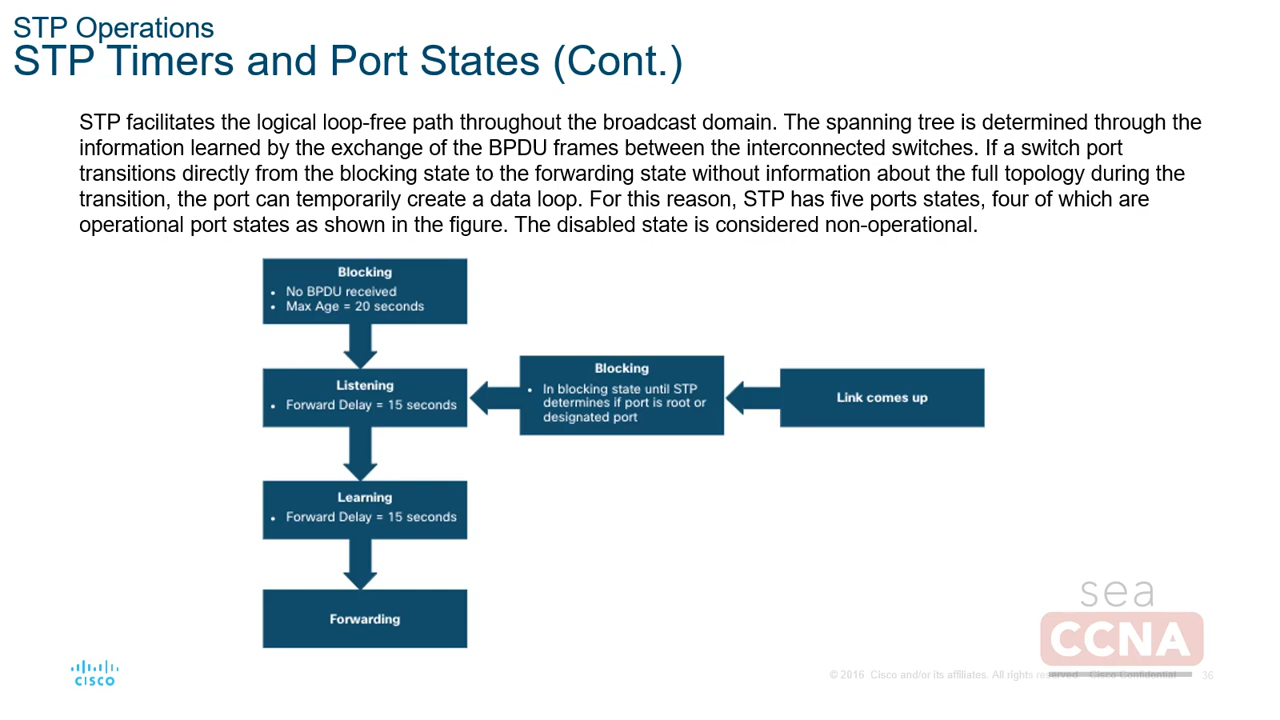 STP Operations
STP Timers and Port States (Cont.)
STP facilitates the logical loop-free path throughout the broadcast domain. The spanning tree is determined through the
information learned by the exchange of the BPDU frames between the interconnected switches. If a switch port
transitions directly from the blocking state to the forwarding state without information about the full topology during the
transition, the port can temporarily create a data loop. For this reason, STP has five ports states, four of which are
operational port states as shown in the figure. The disabled state is considered non-operational.
Blocking
• No BPDU received
• Max Age = 20 seconds
Listening
• Forward Delay = 15 seconds
Blocking
• In blocking state until STP
determines if port is root or
designated port
Link comes up
Learning
• Forward Delay = 15 seconds
Forwarding
sea
CCNA
CISCO
© 2016 Cisco and/or its affiliates. All rights reserved. Cisco Confidential
36